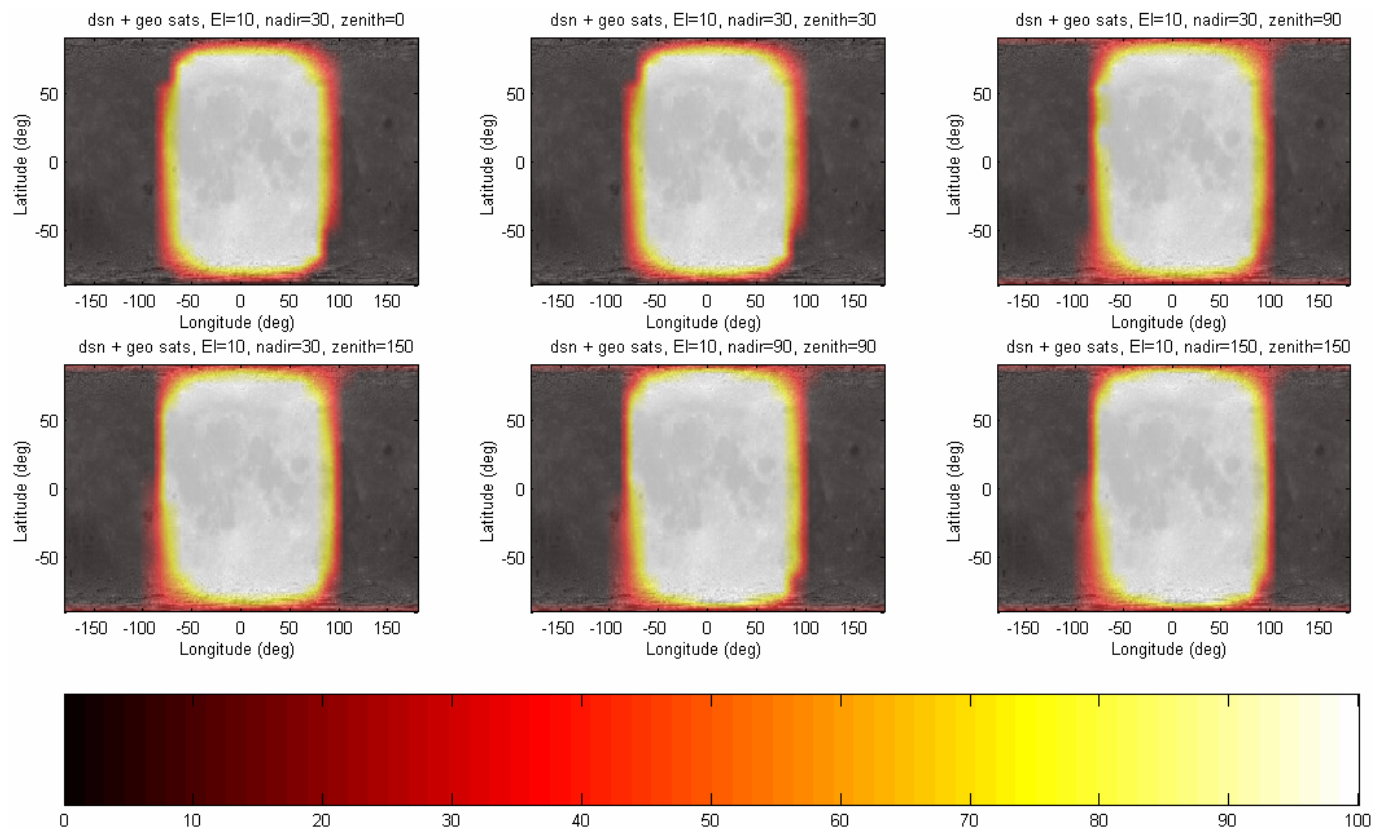 dsn + geo sats, El=10, nadir=30, zenith=0
dsn + geo sats, El=10, nadir=30, zenith=30
dsn + geo sats, El=10, nadir=30, zenith=90
Latitude (deg)
50
0
-50
-150 -100 -50 0 50 100 150
Longitude (deg)
Latitude (deg)
50
0
-50
-150 -100 -50 0 50 100 150
Longitude (deg)
Latitude (deg)
50
0
-50
-150 -100 -50 0 50 100 150
Longitude (deg)
dsn + geo sats, El=10, nadir=30, zenith=150
dsn + geo sats, El=10, nadir=90, zenith=90
dsn + geo sats, El=10, nadir=150, zenith=150
Latitude (deg)
50
0
-50
-150 -100 -50 0 50 100 150
Longitude (deg)
Latitude (deg)
50
0
-50
-150 -100 -50 0 50 100 150
Longitude (deg)
Latitude (deg)
50
0
-50
-150 -100 -50 0 50 100 150
Longitude (deg)
0 10 20 30 40 50 60 70 80 90 100